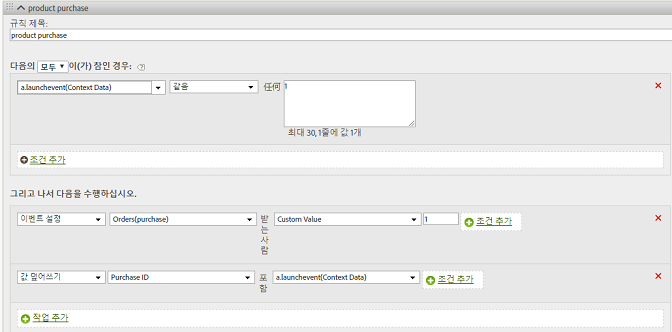 product purchase
규칙 제목:
product purchase
다음의 모두 이(가) 참인 경우:
a.launchevent(Context Data) 같음 任何 1
최대 30,1줄에 값 1개
조건 추가
그리고 나서 다음을 수행하십시오.
이벤트 설정 Orders(purchase) 받는사람 Custom Value 1 조건 추가
값 덮어쓰기 Purchase ID 포함 a.launchevent(Context Data) 조건 추가
작업 추가